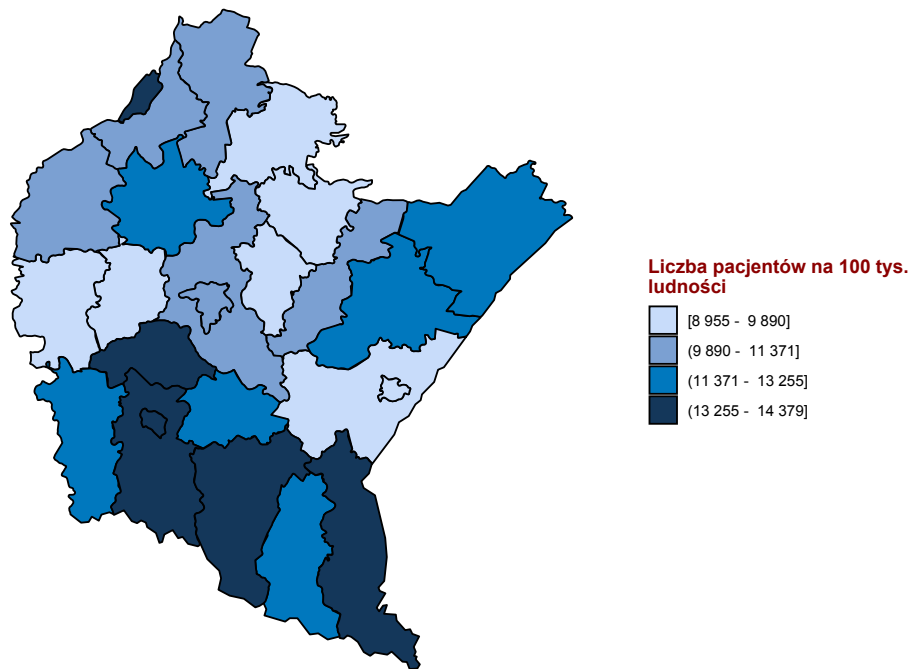 Liczba pacjentów na 100 tys.
ludności
[8 955 - 9 890]
(9 890 - 11 371]
(11 371 - 13 255]
(13 255 - 14 379]